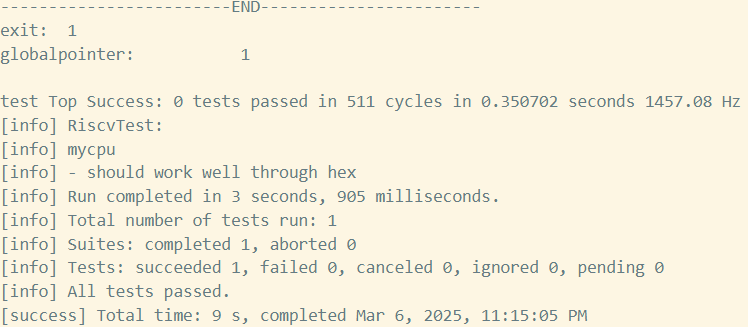 ------------------------END-----------------------
exit:  1
globalpointer:           1
test Top Success: 0 tests passed in 511 cycles in 0.350702 seconds 1457.08 Hz
[info] RiscvTest:
[info] mycpu
[info] - should work well through hex
[info] Run completed in 3 seconds, 905 milliseconds.
[info] Total number of tests run: 1
[info] Suites: completed 1, aborted 0
[info] Tests: succeeded 1, failed 0, canceled 0, ignored 0, pending 0
[info] All tests passed.
[success] Total time: 9 s, completed Mar 6, 2025, 11:15:05 PM